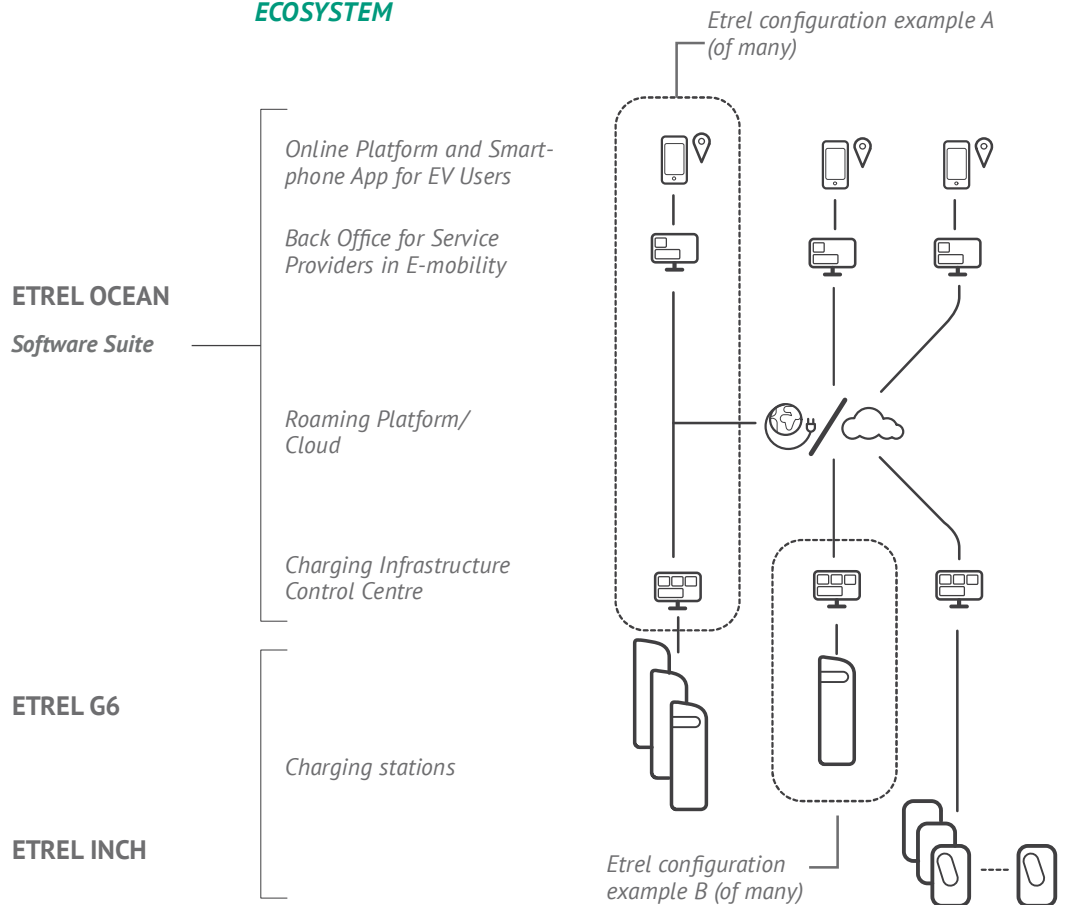 ECOSYSTEM
Etrel configuration example A
(of many)
Online Platform and Smart-
phone App for EV Users
Back Office for Service
Providers in E-mobility
ETREL OCEAN
Software Suite
Roaming Platform/
Cloud
Charging Infrastructure
Control Centre
ETREL G6
Charging stations
ETREL INCH
Etrel configuration
example B (of many)